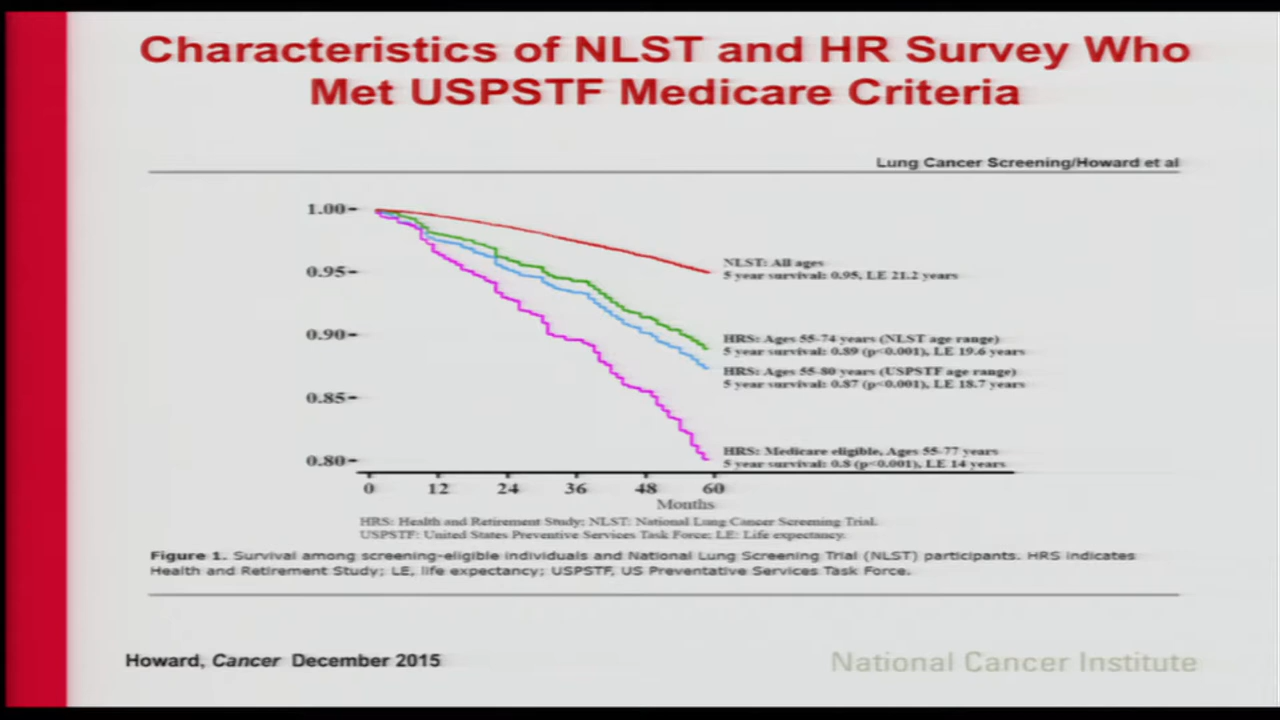 Characteristics of NLST and HR Survey Who
Met USPSTF Medicare Criteria
Lung Cancer Screening/Howard et al
1.00
0.95
0.90
0.85
0.80
NLST: All ages
5 year survival: 0.95, LE 21.2 years
HRS: Ages 55-74 years (NLST age range)
5 year survival: 0.89 (p<0.001), LE 19.6 years
HRS: Ages 55-80 years (USPSTF age range)
5 year survival: 0.87 (p<0.001), LE 18.7 years
HRS: Medicare eligible, Ages 55-77 years
5 year survival: 0.8 (p<0.001), LE 14 years
0 12 24 36 48 60
Months
HRS: Health and Retirement Study; NLST: National Lung Cancer Screening Trial.
USPSTF: United States Preventive Services Task Force; LE: Life expectancy.
Figure 1. Survival among screening-eligible individuals and National Lung Screening Trial (NLST) participants. HRS indicates
Health and Retirement Study; LE, life expectancy; USPSTF, US Preventative Services Task Force.
Howard, Cancer December 2015
National Cancer Institute